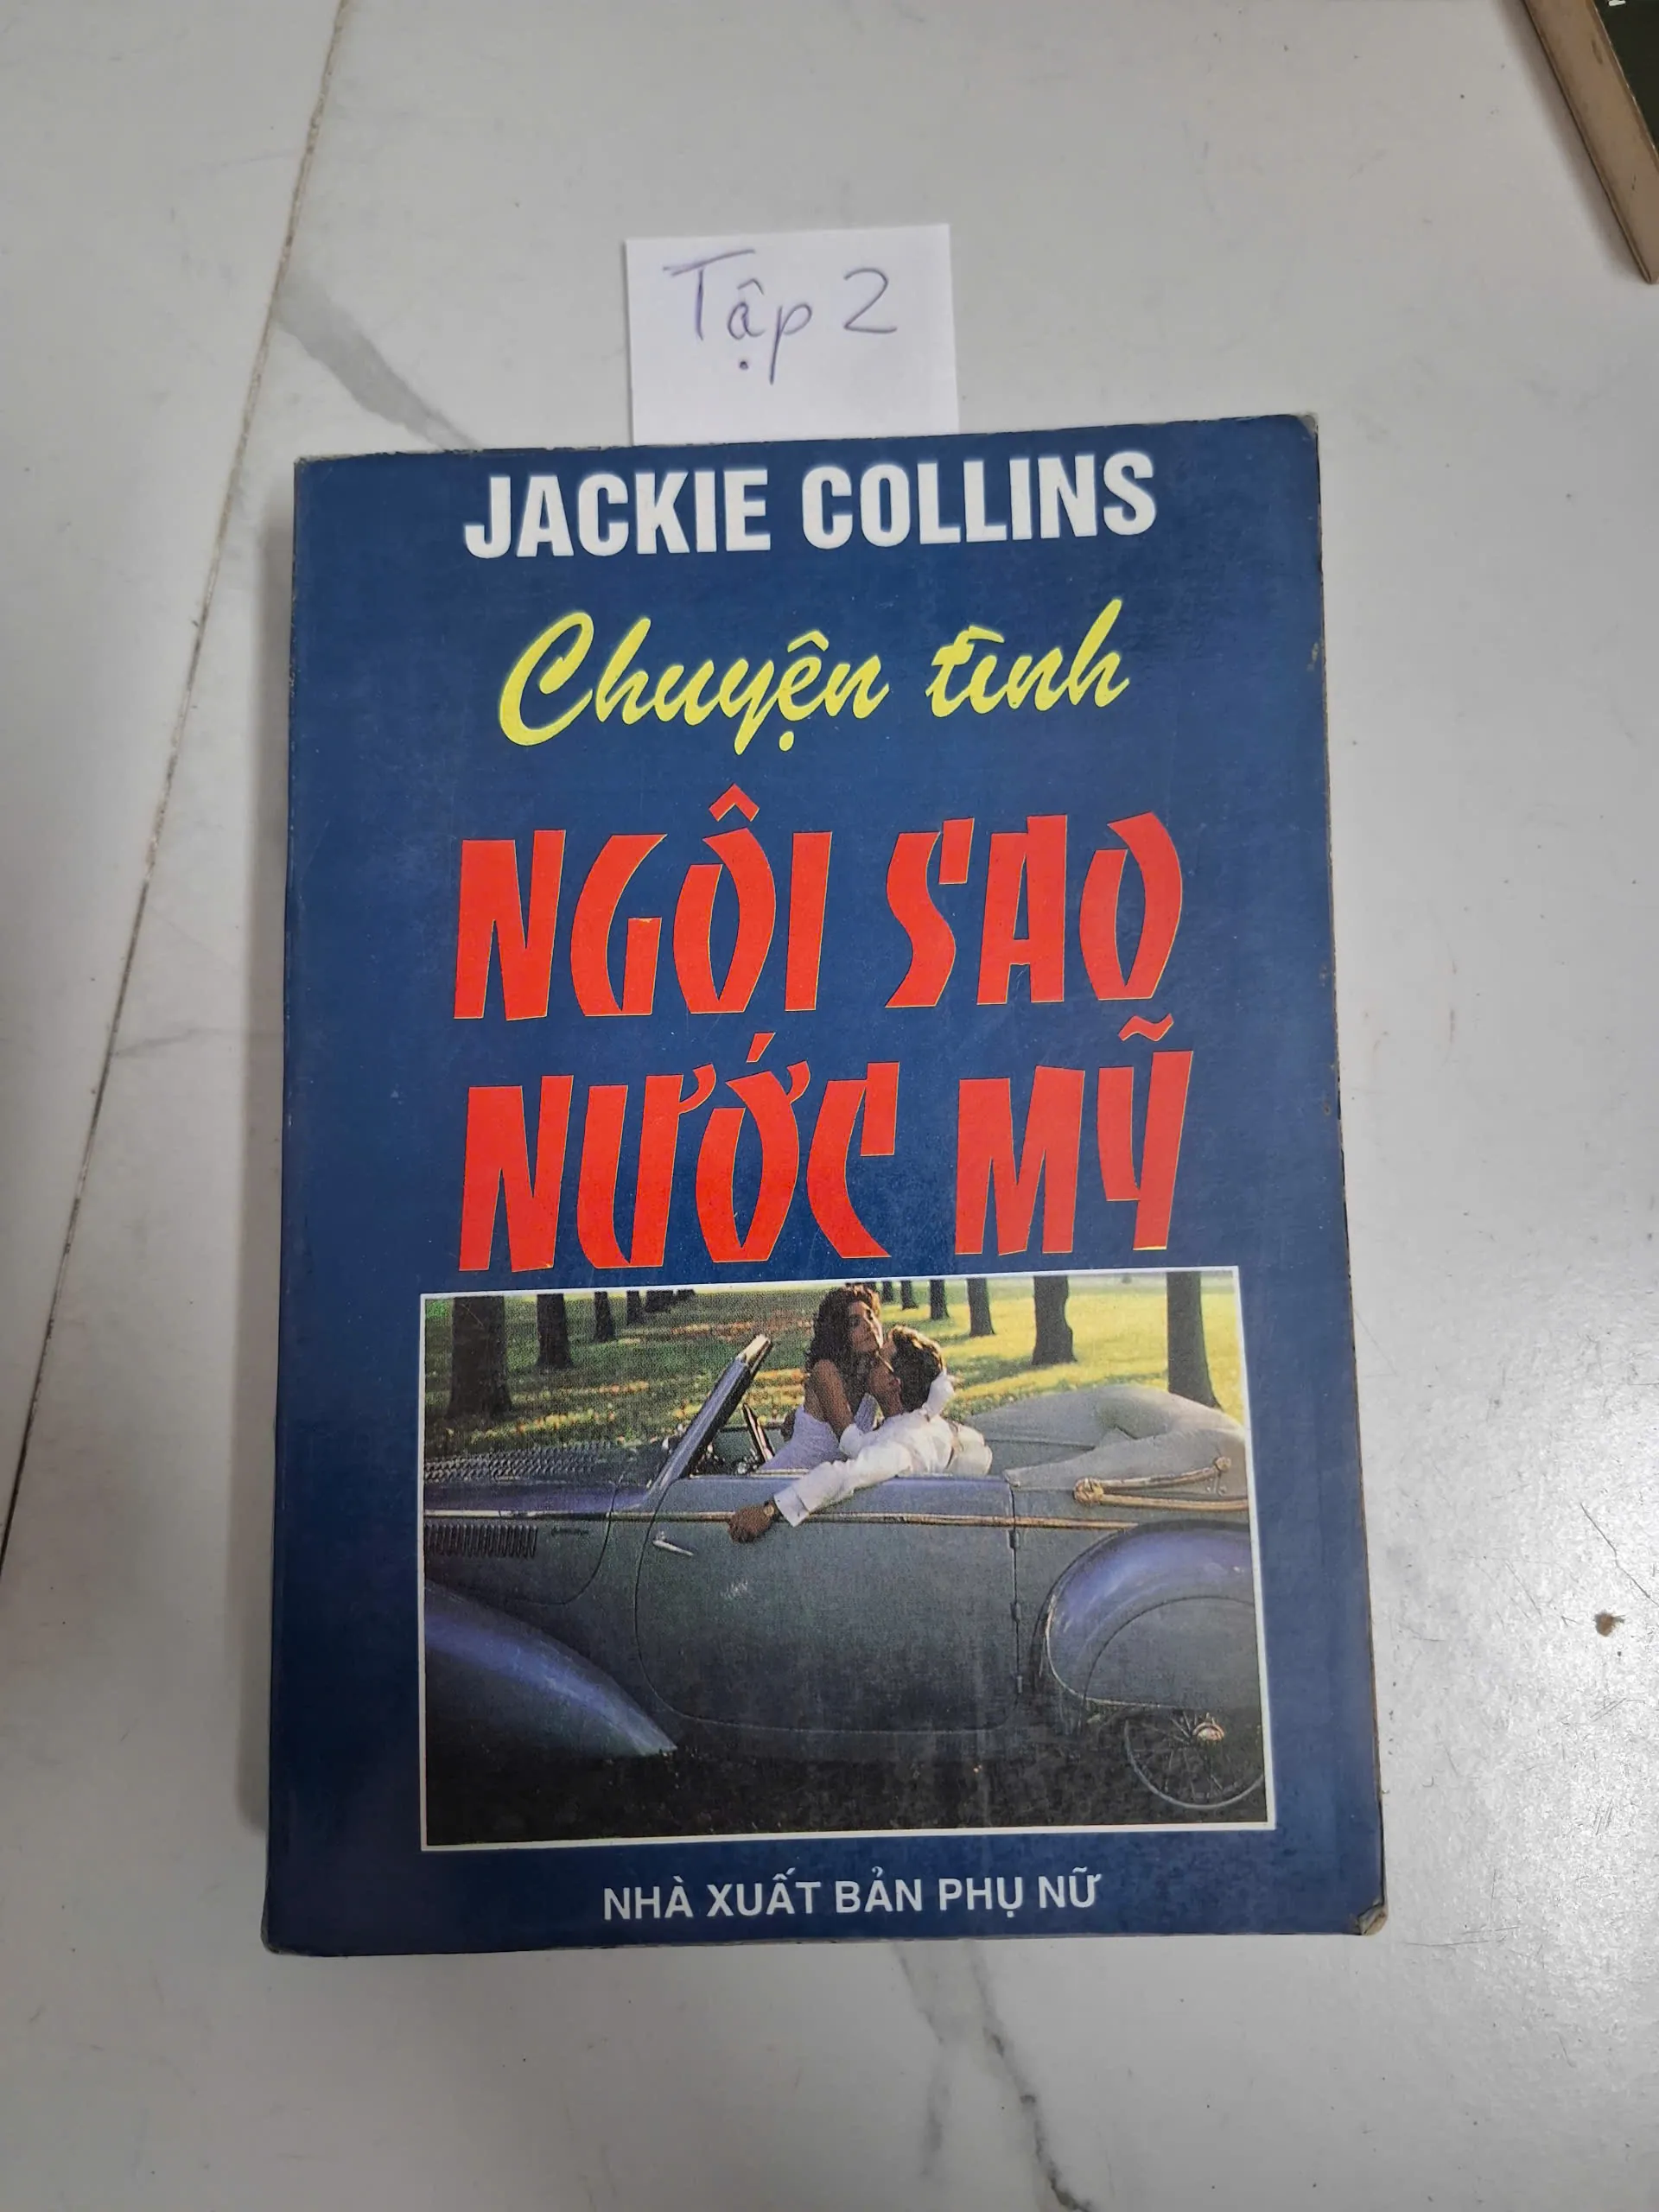 Tập 2
JACKIE COLLINS
Chuyện tình
NGÔI SAO
NƯỚC MỸ
NHÀ XUẤT BẢN PHỤ NỮ